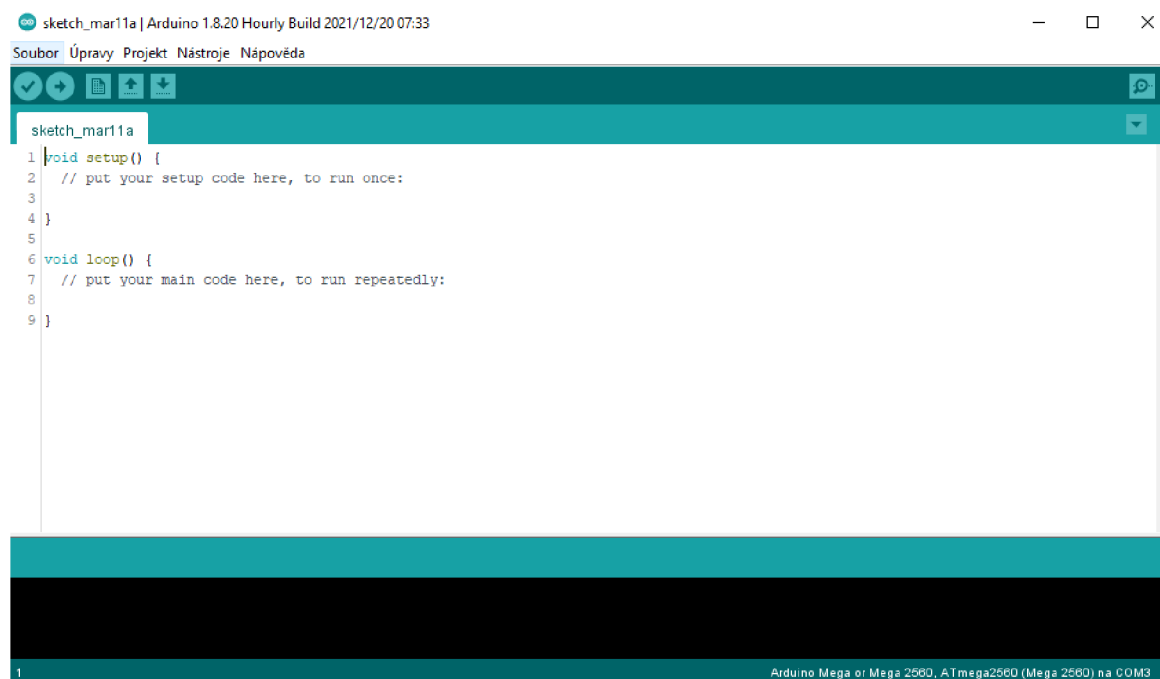 sketch_mar11a | Arduino 1.8.20 Hourly Build 2021/12/20 07:33
Soubor Úpravy Projekt Nástroje Nápověda
sketch_mar11a
1 void setup() {
2   // put your setup code here, to run once:
3
4 }
5
6 void loop() {
7   // put your main code here, to run repeatedly:
8
9 }
1 Arduino Mega or Mega 2560, ATmega2560 (Mega 2560) na COM3